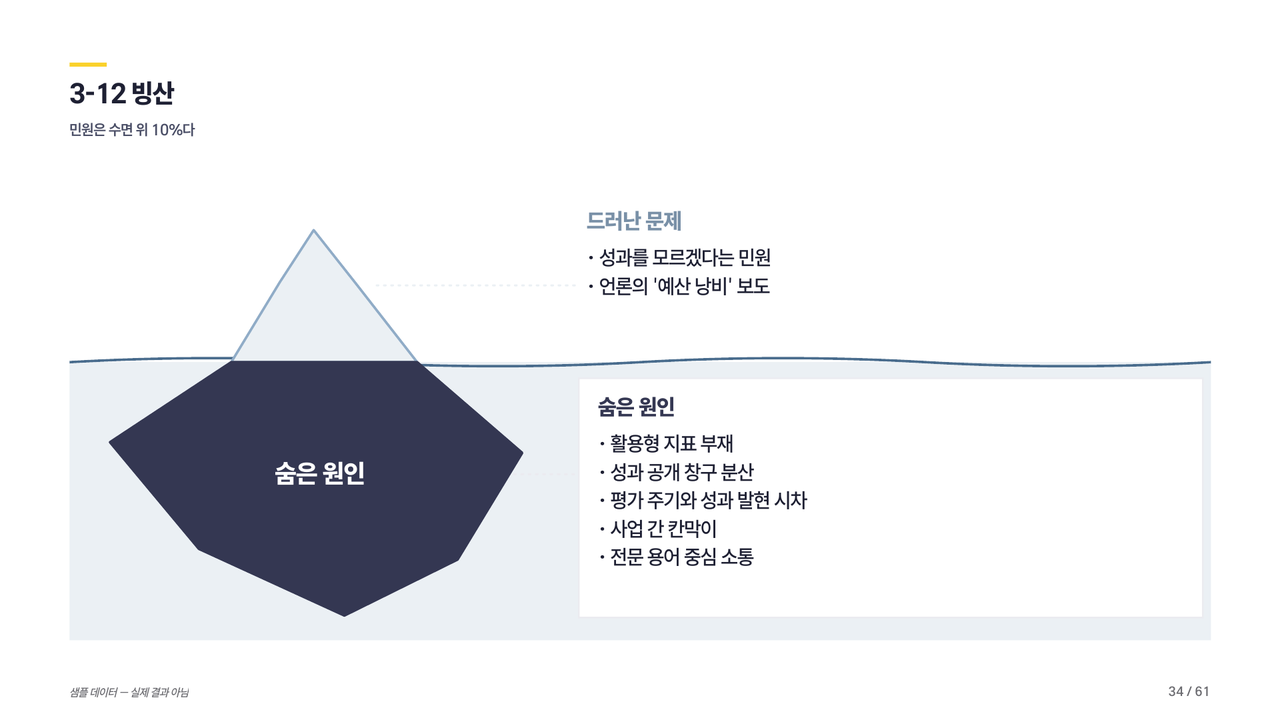 3-12 빙산
민원은 수면 위 10%다
드러난 문제
· 성과를 모르겠다는 민원
· 언론의 '예산 낭비' 보도
숨은 원인
숨은 원인
· 활용형 지표 부재
· 성과 공개 창구 분산
· 평가 주기와 성과 발현 시차
· 사업 간 칸막이
· 전문 용어 중심 소통
샘플 데이터 — 실제 결과 아님
34 / 61